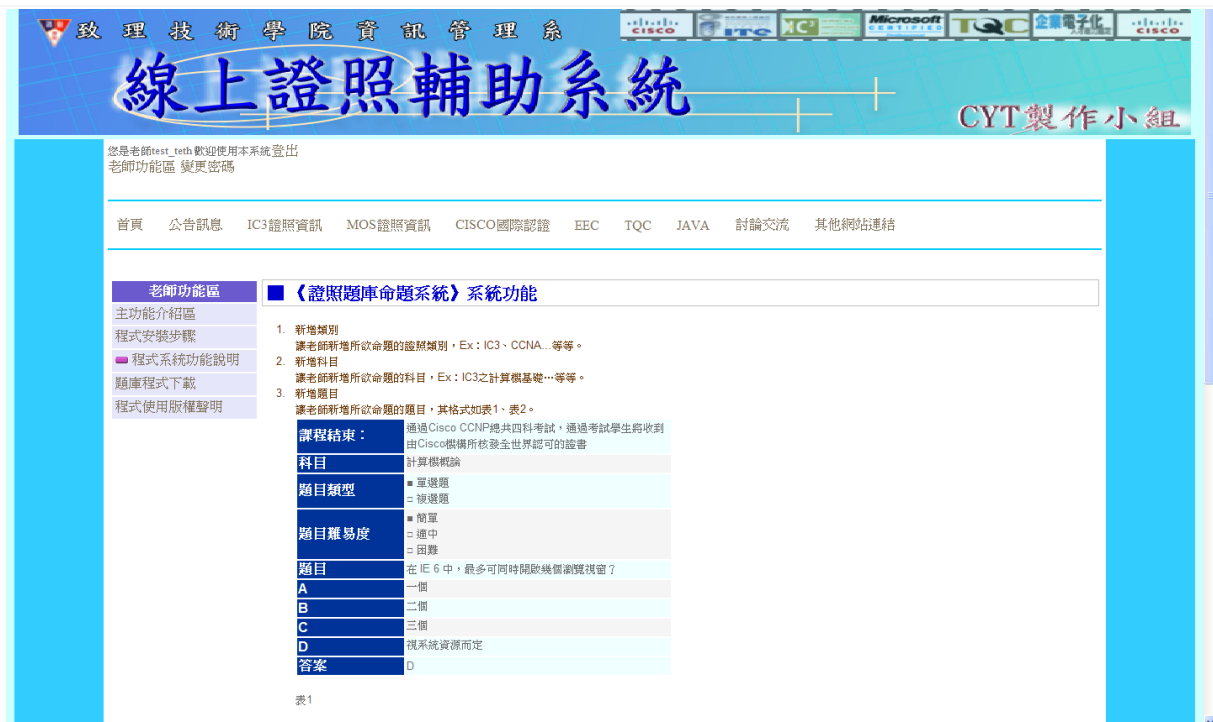 致理技術學院資訊管理系
CISCO iTC IC3 Microsoft CERTIFIED TQC 企業電子化 人才能力鑑定 CISCO
線上證照輔助系統
CYT製作小組
您是老師test_teth歡迎使用本系統登出
老師功能區 變更密碼
首頁 公告訊息 IC3證照資訊 MOS證照資訊 CISCO國際認證 EEC TQC JAVA 討論交流 其他網站連結
老師功能區
主功能介紹區
程式安裝步驟
程式系統功能說明
題庫程式下載
程式使用版權聲明
■ 《證照題庫命題系統》系統功能
1. 新增類別
讓老師新增所欲命題的證照類別，Ex：IC3、CCNA...等等。
2. 新增科目
讓老師新增所欲命題的科目，Ex：IC3之計算機基礎…等等。
3. 新增題目
讓老師新增所欲命題的題目，其格式如表1、表2。
課程結束： 通過Cisco CCNP總共四科考試，通過考試學生將收到
由Cisco機構所核發全世界認可的證書
科目 計算機概論
題目類型 ■ 單選題
□ 複選題
題目難易度 ■ 簡單
□ 適中
□ 困難
題目 在 IE 6 中，最多可同時開啟幾個瀏覽視窗？
A 一個
B 二個
C 三個
D 視系統資源而定
答案 D
表1